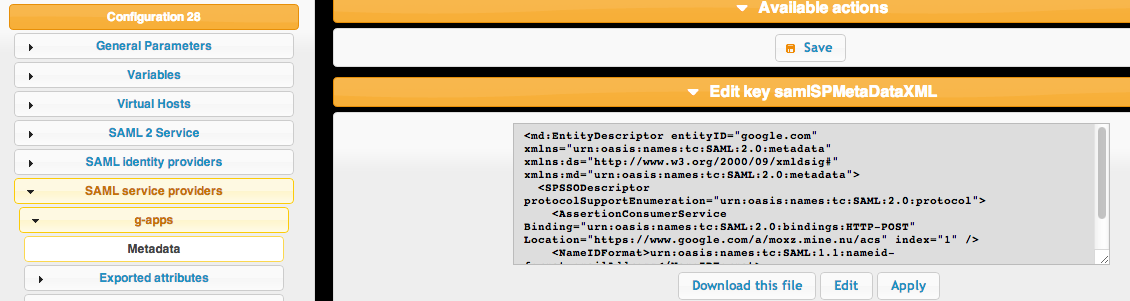 Configuration 28
General Parameters
Variables
Virtual Hosts
SAML 2 Service
SAML identity providers
SAML service providers
g-apps
Metadata
Exported attributes
Available actions
Save
Edit key samlSPMetaDataXML
<md:EntityDescriptor entityID="google.com"
xmlns="urn:oasis:names:tc:SAML:2.0:metadata"
xmlns:ds="http://www.w3.org/2000/09/xmldsig#"
xmlns:md="urn:oasis:names:tc:SAML:2.0:metadata">
<SPSSODescriptor
protocolSupportEnumeration="urn:oasis:names:tc:SAML:2.0:protocol">
<AssertionConsumerService
Binding="urn:oasis:names:tc:SAML:2.0:bindings:HTTP-POST"
Location="https://www.google.com/a/moxz.mine.nu/acs" index="1" />
<NameIDFormat>urn:oasis:names:tc:SAML:1.1:nameid-
Download this file
Edit
Apply